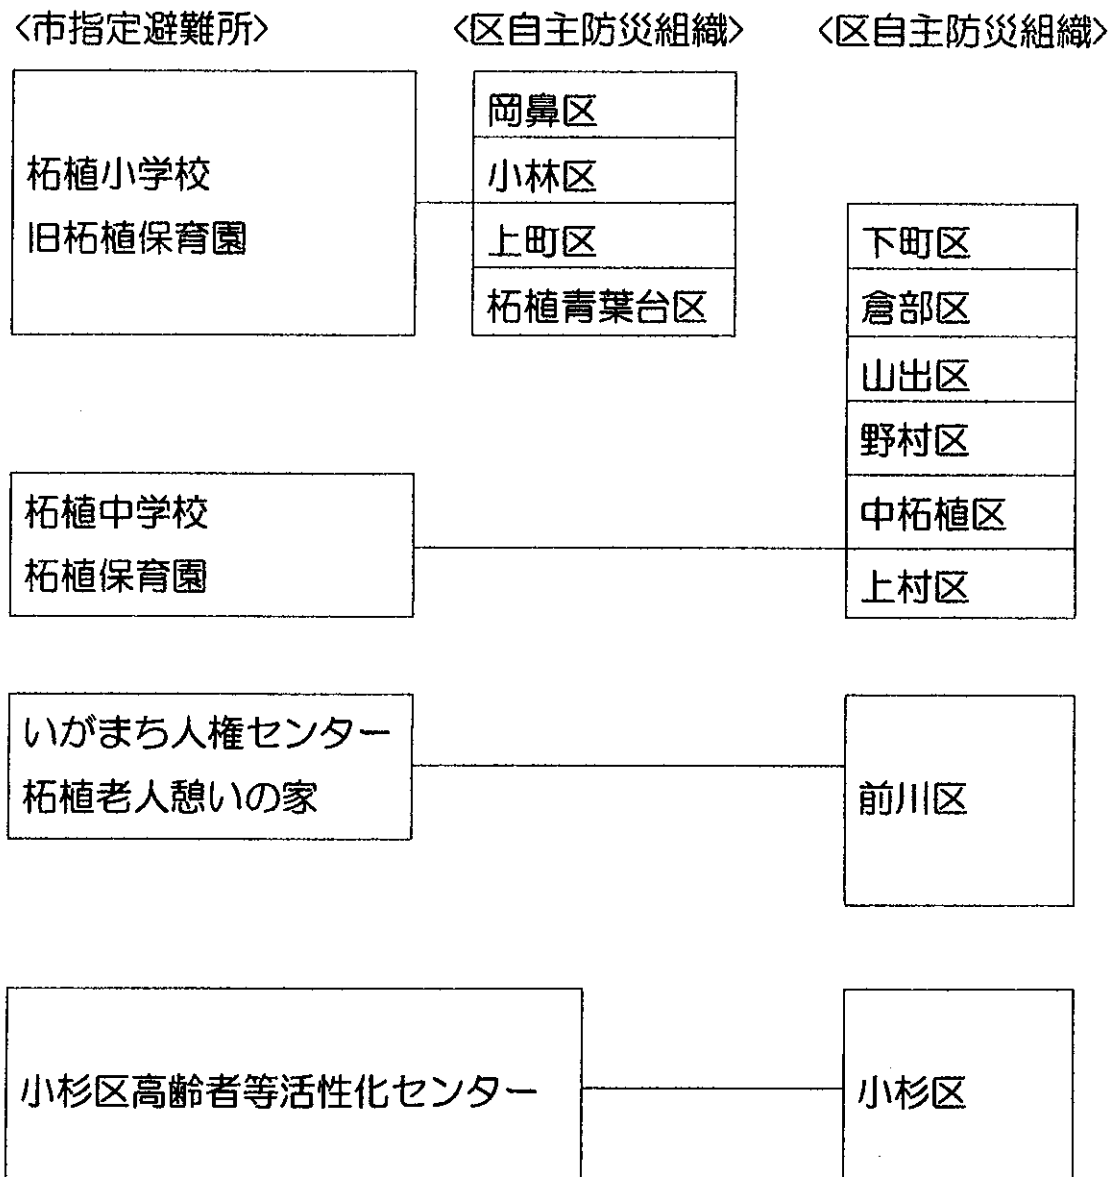 <市指定避難所>
<区自主防災組織>
<区自主防災組織>
柘植小学校
旧柘植保育園
岡鼻区
小林区
上町区
柘植青葉台区
下町区
倉部区
山出区
野村区
中柘植区
上村区
柘植中学校
柘植保育園
いがまち人権センター
柘植老人憩いの家
前川区
小杉区高齢者等活性化センター
小杉区